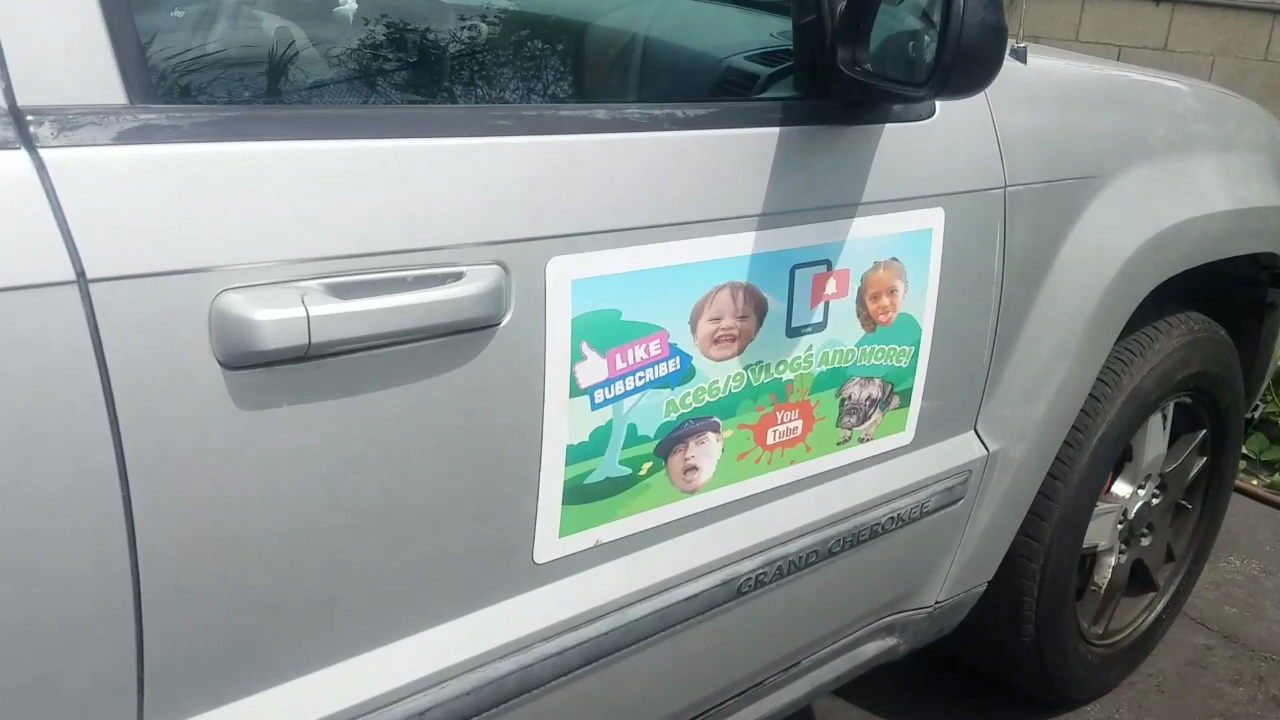 LIKE
SUBSCRIBE!
Ace6/9 Vlogs And More!
You
Tube
GRAND CHEROKEE